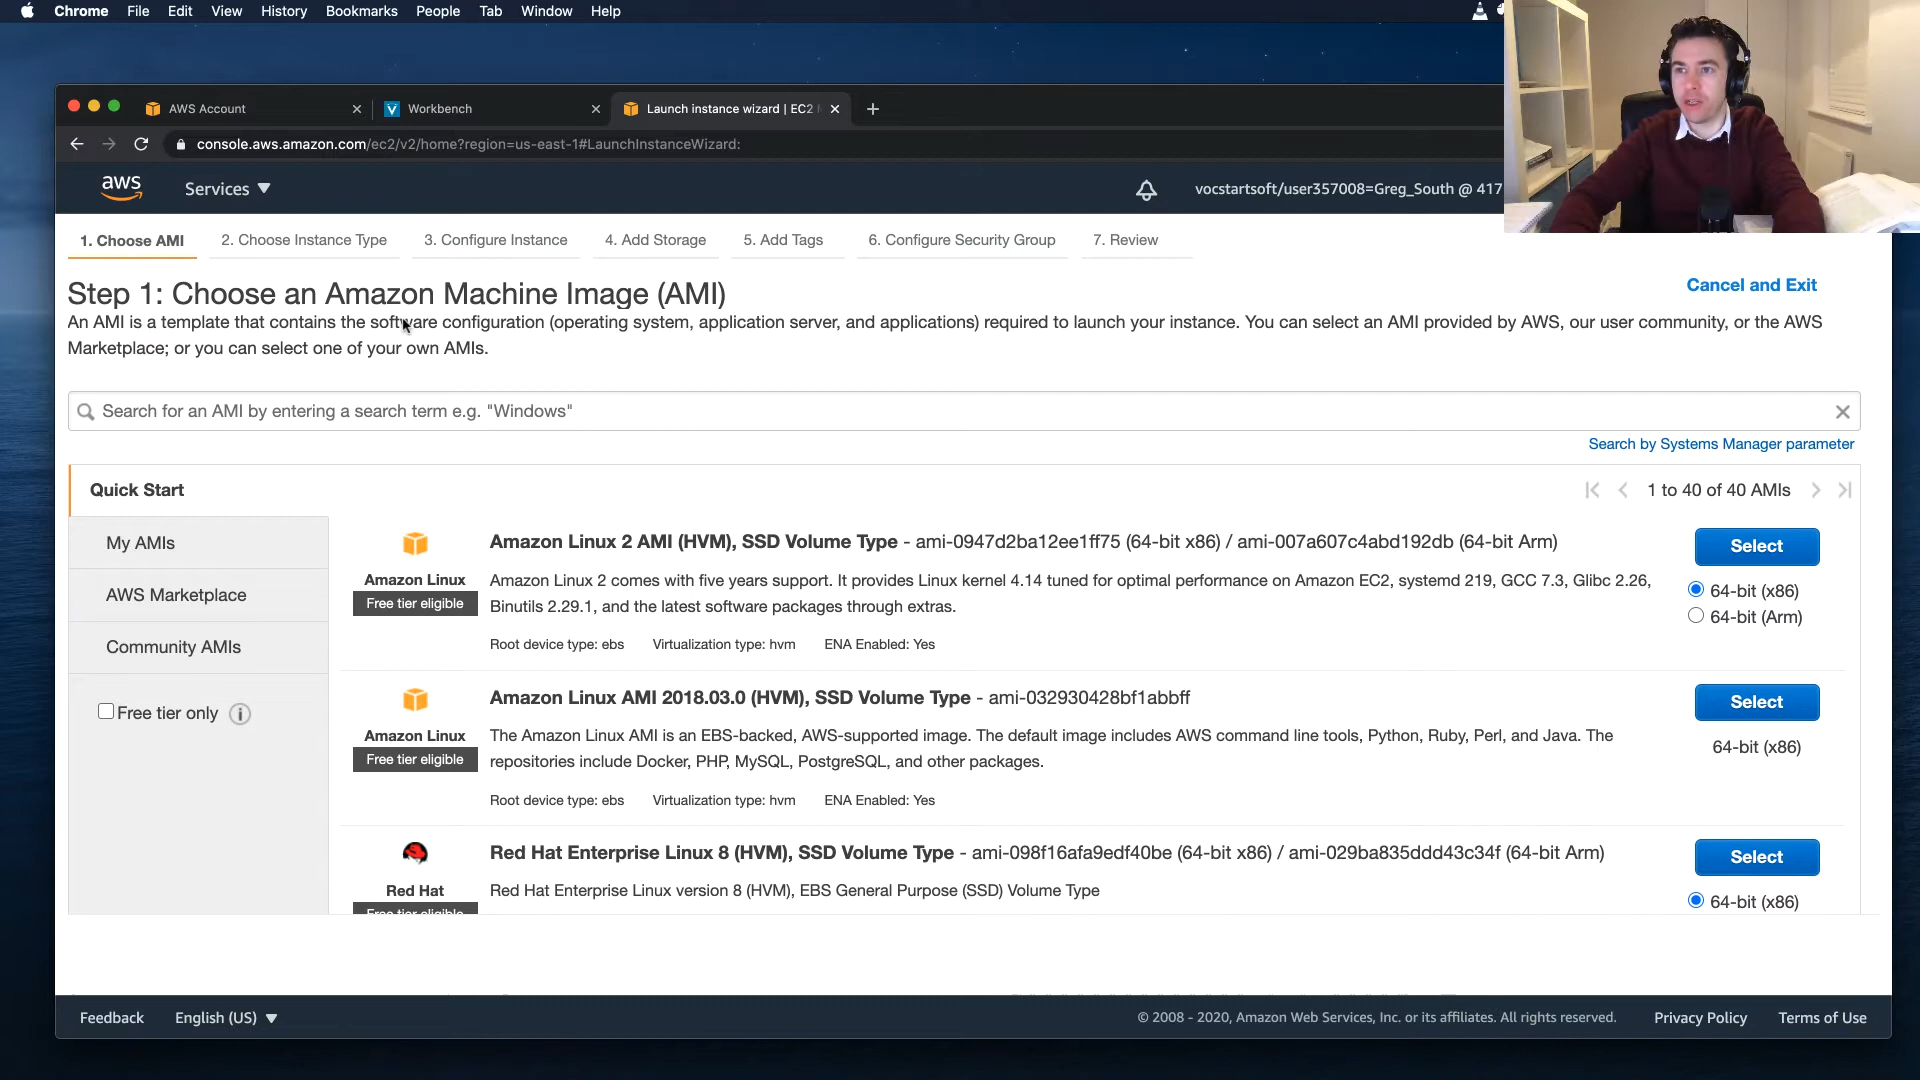 Chrome File Edit View History Bookmarks People Tab Window Help
AWS Account Workbench Launch instance wizard | EC2
console.aws.amazon.com/ec2/v2/home?region=us-east-1#LaunchInstanceWizard:
aws Services vocstartsoft/user357008=Greg_South @ 417
1. Choose AMI 2. Choose Instance Type 3. Configure Instance 4. Add Storage 5. Add Tags 6. Configure Security Group 7. Review
Step 1: Choose an Amazon Machine Image (AMI)
Cancel and Exit
An AMI is a template that contains the software configuration (operating system, application server, and applications) required to launch your instance. You can select an AMI provided by AWS, our user community, or the AWS
Marketplace; or you can select one of your own AMIs.
Search for an AMI by entering a search term e.g. "Windows"
Search by Systems Manager parameter
Quick Start
1 to 40 of 40 AMIs
My AMIs
AWS Marketplace
Community AMIs
Free tier only
Amazon Linux
Free tier eligible
Amazon Linux 2 AMI (HVM), SSD Volume Type - ami-0947d2ba12ee1ff75 (64-bit x86) / ami-007a607c4abd192db (64-bit Arm)
Amazon Linux 2 comes with five years support. It provides Linux kernel 4.14 tuned for optimal performance on Amazon EC2, systemd 219, GCC 7.3, Glibc 2.26,
Binutils 2.29.1, and the latest software packages through extras.
Root device type: ebs Virtualization type: hvm ENA Enabled: Yes
Select
64-bit (x86)
64-bit (Arm)
Amazon Linux
Free tier eligible
Amazon Linux AMI 2018.03.0 (HVM), SSD Volume Type - ami-032930428bf1abbff
The Amazon Linux AMI is an EBS-backed, AWS-supported image. The default image includes AWS command line tools, Python, Ruby, Perl, and Java. The
repositories include Docker, PHP, MySQL, PostgreSQL, and other packages.
Root device type: ebs Virtualization type: hvm ENA Enabled: Yes
Select
64-bit (x86)
Red Hat
Free tier eligible
Red Hat Enterprise Linux 8 (HVM), SSD Volume Type - ami-098f16afa9edf40be (64-bit x86) / ami-029ba835ddd43c34f (64-bit Arm)
Red Hat Enterprise Linux version 8 (HVM), EBS General Purpose (SSD) Volume Type
Select
64-bit (x86)
Feedback English (US) © 2008 - 2020, Amazon Web Services, Inc. or its affiliates. All rights reserved. Privacy Policy Terms of Use